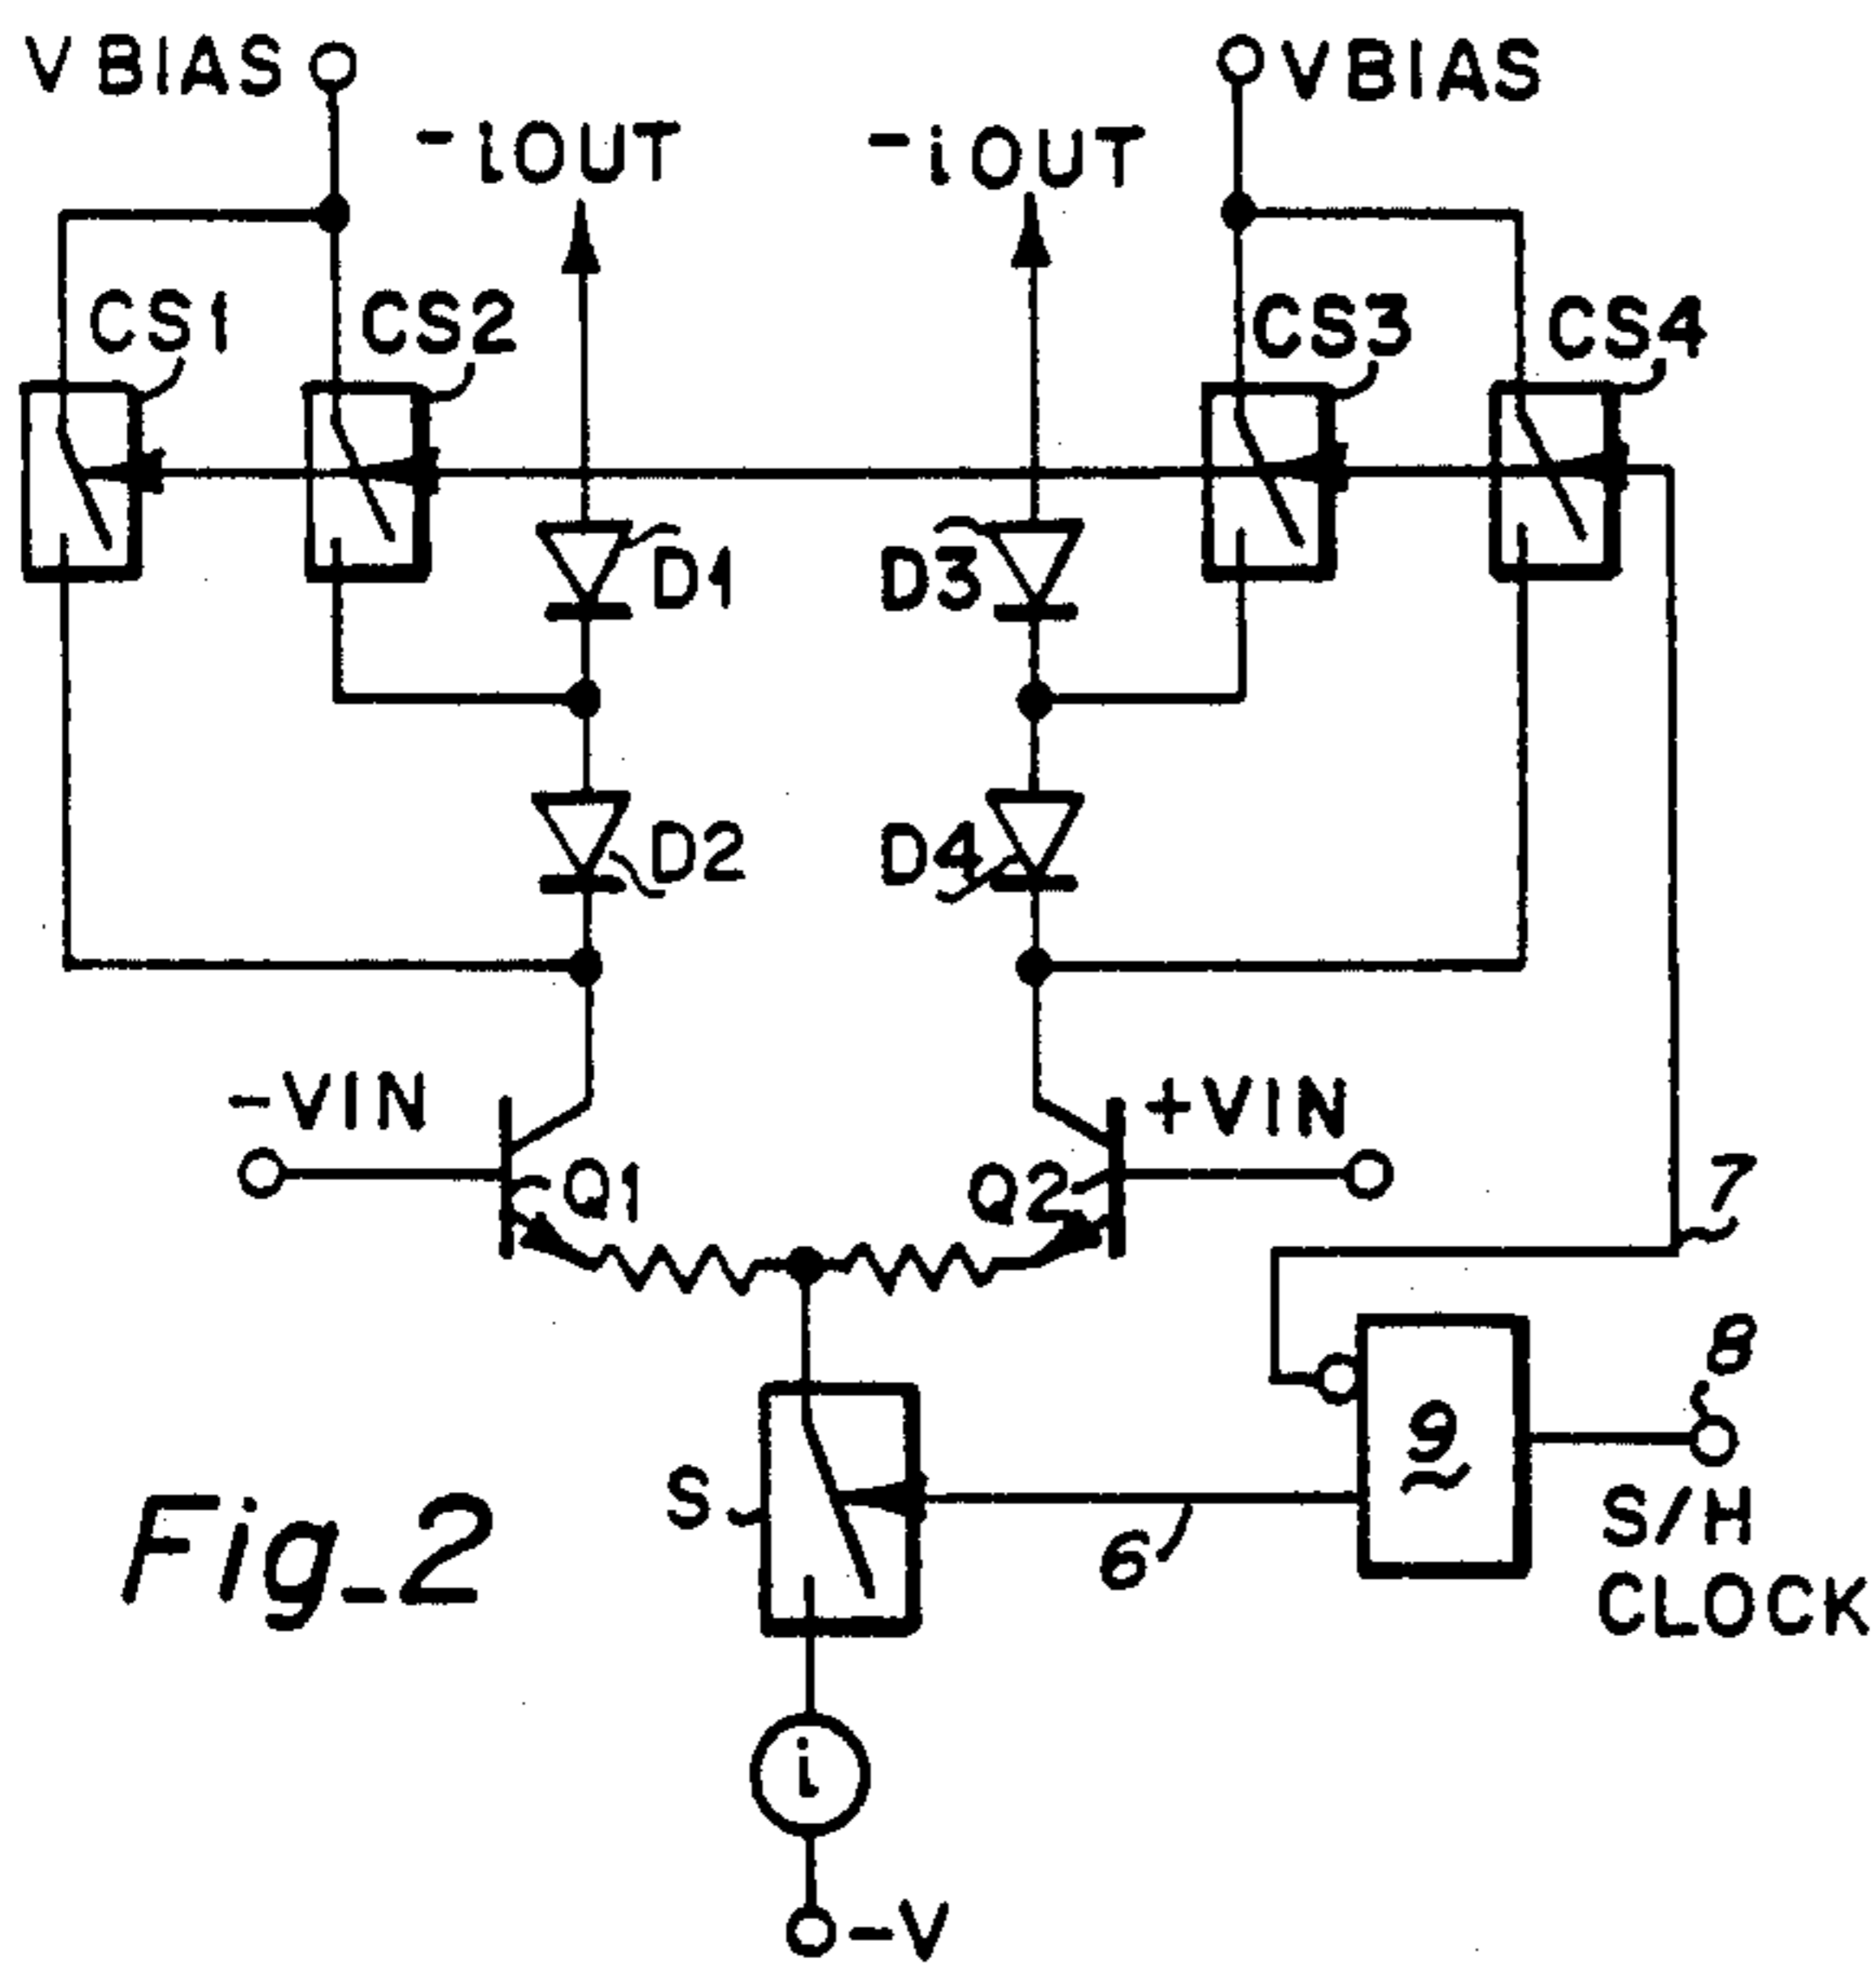 V BIAS
VBIAS
-iOUT
-iOUT
CS1
CS2
CS3
CS4
D1
D3
D2
D4
-VIN
+VIN
Q1
Q2
7
8
9
S
6
S/H
CLOCK
Fig_2
i
-V